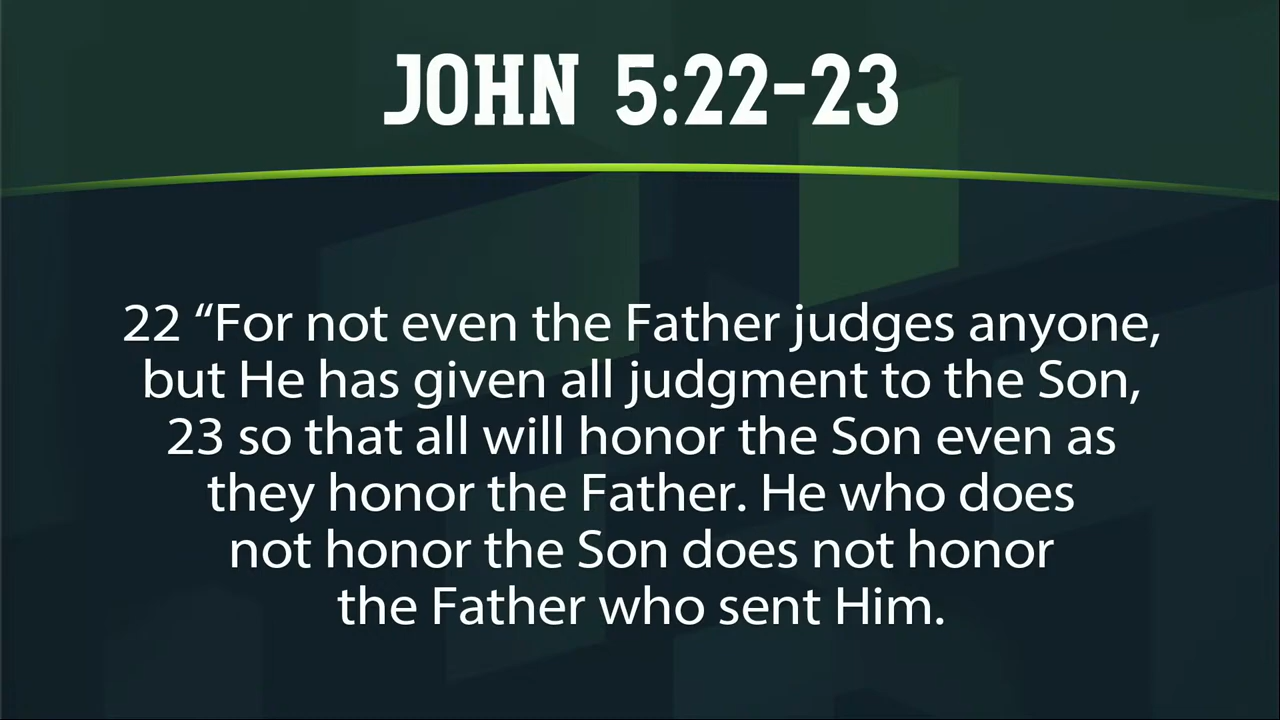 JOHN 5:22-23
22 “For not even the Father judges anyone,
but He has given all judgment to the Son,
23 so that all will honor the Son even as
they honor the Father. He who does
not honor the Son does not honor
the Father who sent Him.